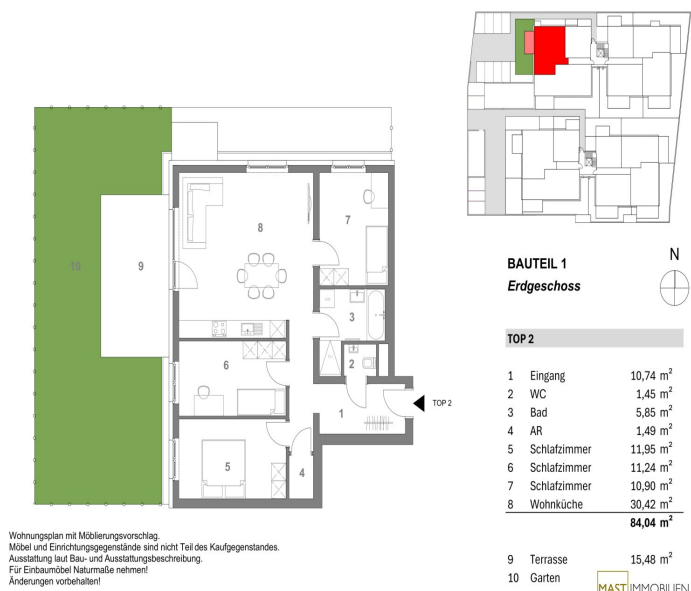 10
9
8
7
3
2
6
1
TOP 2
5
4
N
BAUTEIL 1
Erdgeschoss
TOP 2
1 Eingang 10,74 m²
2 WC 1,45 m²
3 Bad 5,85 m²
4 AR 1,49 m²
5 Schlafzimmer 11,95 m²
6 Schlafzimmer 11,24 m²
7 Schlafzimmer 10,90 m²
8 Wohnküche 30,42 m²
84,04 m²
9 Terrasse 15,48 m²
10 Garten
MAST IMMOBILIEN
Wohnungsplan mit Möblierungsvorschlag.
Möbel und Einrichtungsgegenstände sind nicht Teil des Kaufgegenstandes.
Ausstattung laut Bau- und Ausstattungsbeschreibung.
Für Einbaumöbel Naturmaße nehmen!
Änderungen vorbehalten!